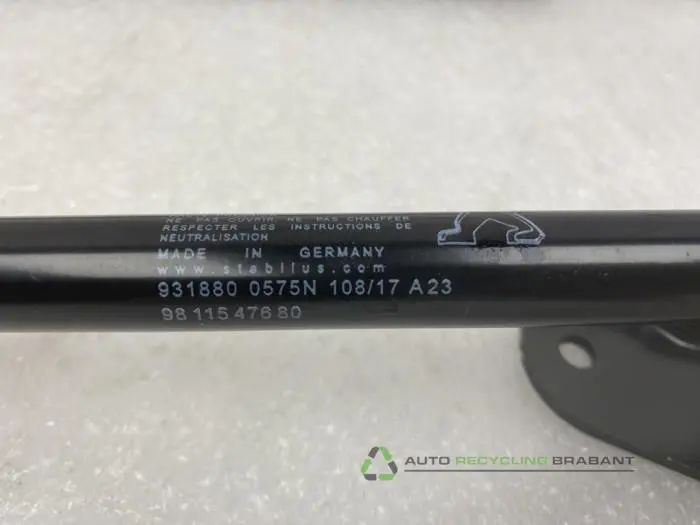 NE PAS OUVRIR NE PAS CHAUFFER
RESPECTER LES INSTRUCTIONS DE
NEUTRALISATION
MADE IN GERMANY
www.stabilus.com
931880 0575N 108/17 A23
98 115 476 80
AUTO RECYCLING BRABANT